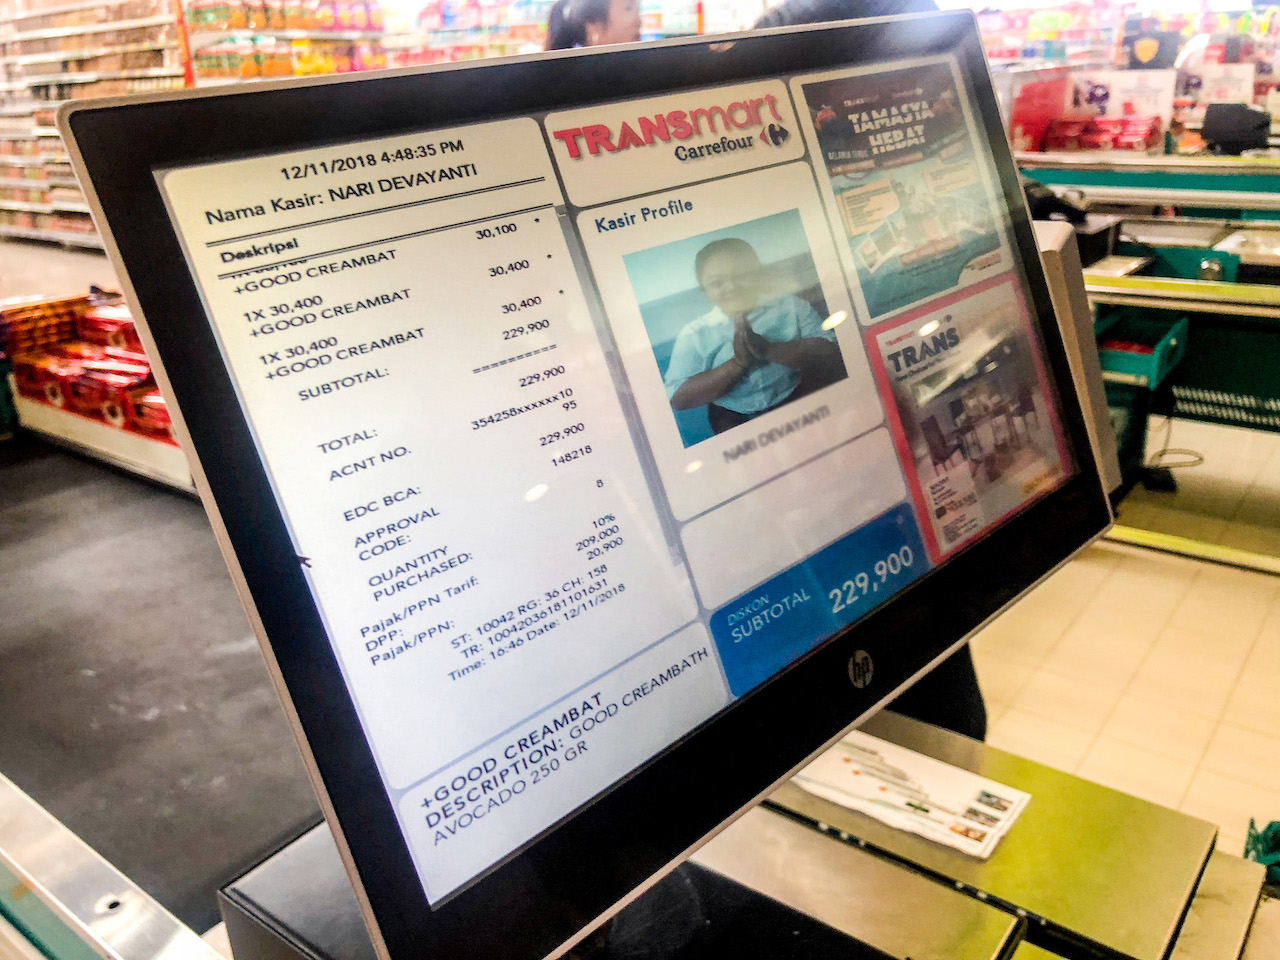 12/11/2018 4:48:35 PM
Nama Kasir: NARI DEVAYANTI
Deskripsi
+GOOD CREAMBAT 30,100 *
1X 30,400
+GOOD CREAMBAT 30,400 *
1X 30,400
+GOOD CREAMBAT 30,400 *
SUBTOTAL: 229,900
==========
TOTAL: 229,900
ACNT NO. 354258xxxxxx10
95
EDC BCA: 229,900
APPROVAL 148218
CODE:
QUANTITY 8
PURCHASED:
Pajak/PPN Tarif: 10%
DPP: 209,000
Pajak/PPN: 20,900
ST: 10042 RG: 36 CH: 158
TR: 10042036181101631
Time: 16:46 Date: 12/11/2018
+GOOD CREAMBAT
DESCRIPTION: GOOD CREAMBATH
AVOCADO 250 GR
TRANSmart
Carrefour
Kasir Profile
NARI DEVAYANTI
DISKON
SUBTOTAL 229,900
TAMASYA
HEBAT
TRANS
hp